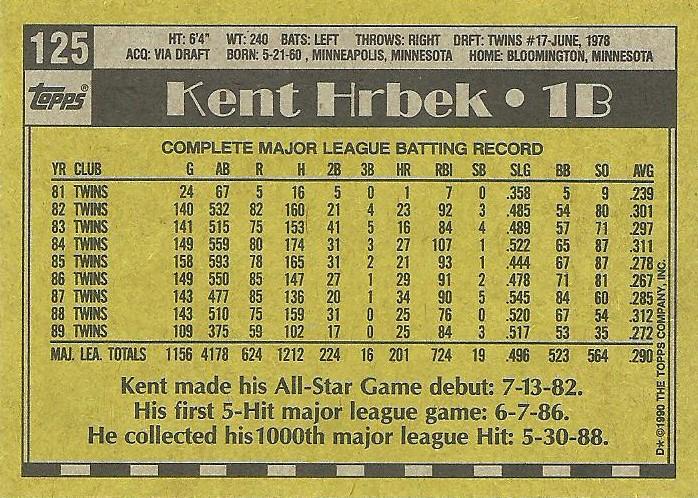 125
HT: 6'4" WT: 240 BATS: LEFT THROWS: RIGHT DRFT: TWINS #17-JUNE, 1978
ACQ: VIA DRAFT BORN: 5-21-60 , MINNEAPOLIS, MINNESOTA HOME: BLOOMINGTON, MINNESOTA
topps® Kent Hrbek • 1B
COMPLETE MAJOR LEAGUE BATTING RECORD
YR CLUB G AB R H 2B 3B HR RBI SB SLG BB SO AVG
81 TWINS 24 67 5 16 5 0 1 7 0 .358 5 9 .239
82 TWINS 140 532 82 160 21 4 23 92 3 .485 54 80 .301
83 TWINS 141 515 75 153 41 5 16 84 4 .489 57 71 .297
84 TWINS 149 559 80 174 31 3 27 107 1 .522 65 87 .311
85 TWINS 158 593 78 165 31 2 21 93 1 .444 67 87 .278
86 TWINS 149 550 85 147 27 1 29 91 2 .478 71 81 .267
87 TWINS 143 477 85 136 20 1 34 90 5 .545 84 60 .285
88 TWINS 143 510 75 159 31 0 25 76 0 .520 67 54 .312
89 TWINS 109 375 59 102 17 0 25 84 3 .517 53 35 .272
MAJ. LEA. TOTALS 1156 4178 624 1212 224 16 201 724 19 .496 523 564 .290
Kent made his All-Star Game debut: 7-13-82.
His first 5-Hit major league game: 6-7-86.
He collected his 1000th major league Hit: 5-30-88.
D*©1990 THE TOPPS COMPANY, INC.